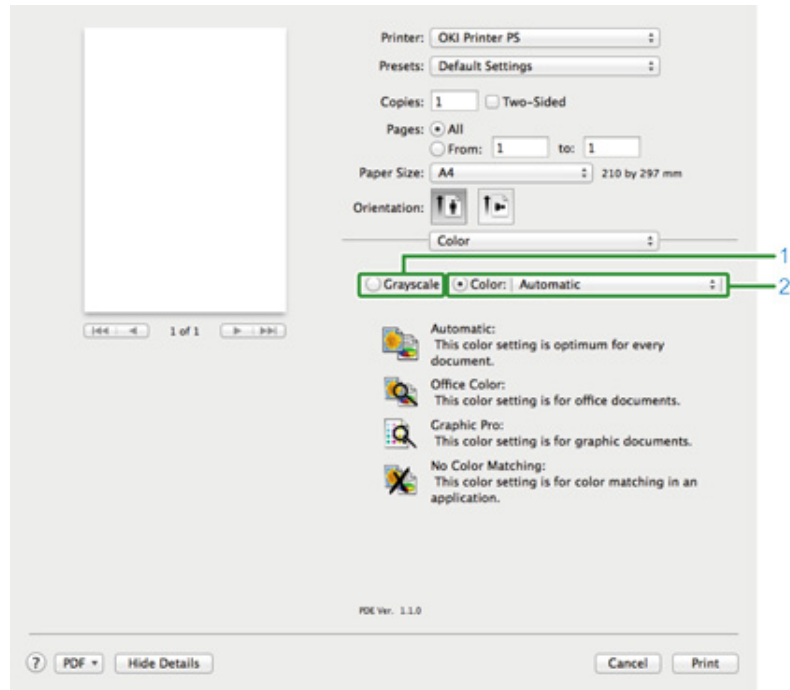 Printer: OKI Printer PS
Presets: Default Settings
Copies: 1 Two-Sided
Pages: All
From: 1 to: 1
Paper Size: A4 210 by 297 mm
Orientation:
Color
1
Grayscale Color: Automatic
2
1 of 1
Automatic:
This color setting is optimum for every
document.
Office Color:
This color setting is for office documents.
Graphic Pro:
This color setting is for graphic documents.
No Color Matching:
This color setting is for color matching in an
application.
PDE Ver. 1.1.0
? PDF Hide Details Cancel Print